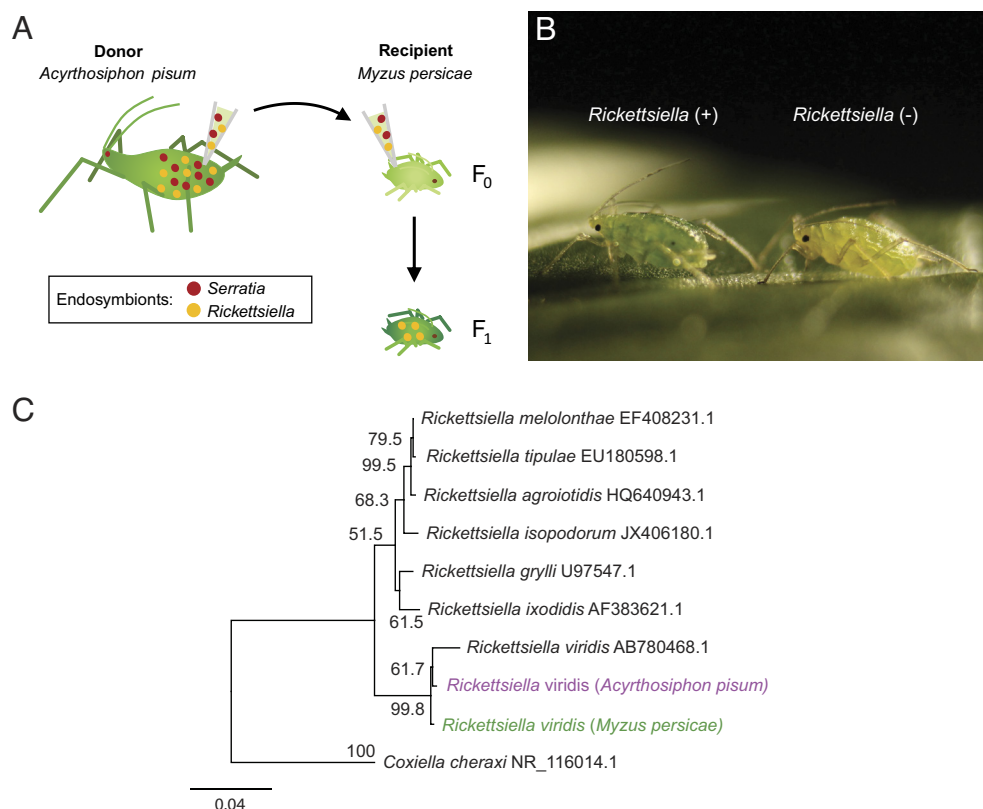 A
Donor
Acyrthosiphon pisum
Recipient
Myzus persicae
F0
F1
Endosymbionts:
Serratia
Rickettsiella
B
Rickettsiella (+)
Rickettsiella (-)
C
Rickettsiella melolonthae EF408231.1
79.5
Rickettsiella tipulae EU180598.1
99.5
Rickettsiella agroiotidis HQ640943.1
68.3
Rickettsiella isopodorum JX406180.1
51.5
Rickettsiella grylli U97547.1
Rickettsiella ixodidis AF383621.1
61.5
Rickettsiella viridis AB780468.1
61.7
Rickettsiella viridis (Acyrthosiphon pisum)
99.8
Rickettsiella viridis (Myzus persicae)
100
Coxiella cheraxi NR_116014.1
0.04